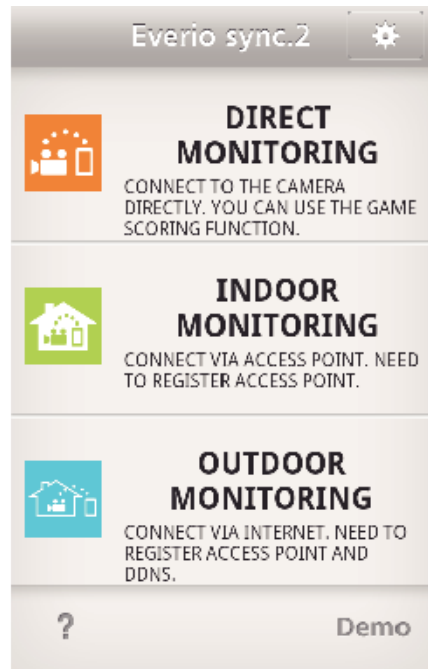 Everio sync.2
DIRECT
MONITORING
CONNECT TO THE CAMERA
DIRECTLY. YOU CAN USE THE GAME
SCORING FUNCTION.
INDOOR
MONITORING
CONNECT VIA ACCESS POINT. NEED
TO REGISTER ACCESS POINT.
OUTDOOR
MONITORING
CONNECT VIA INTERNET. NEED TO
REGISTER ACCESS POINT AND
DDNS.
? Demo